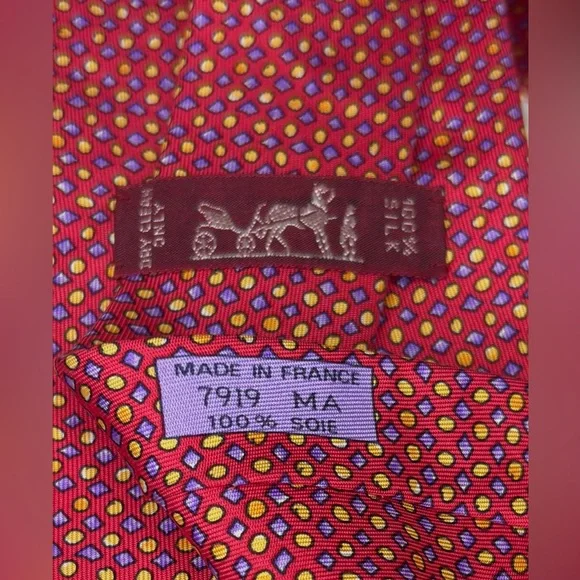 DRY CLEAN
ONLY
100%
SILK
MADE IN FRANCE
7919 MA
100% SOIE